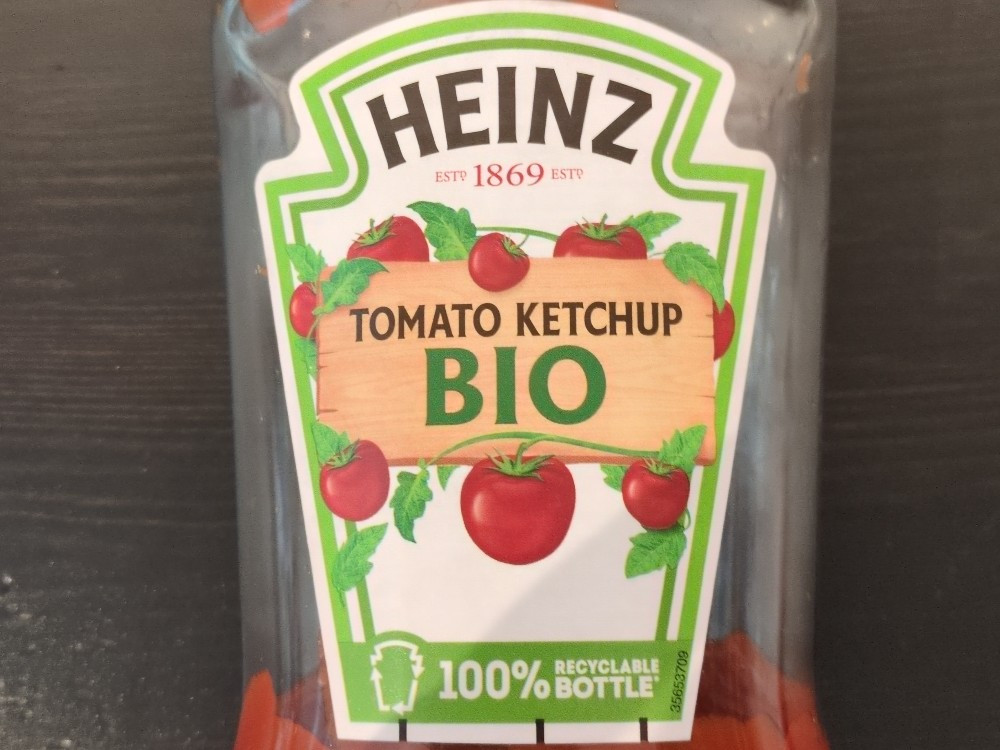 HEINZ
ESTD 1869 ESTD
TOMATO KETCHUP
BIO
100% RECYCLABLE
BOTTLE*
35653709